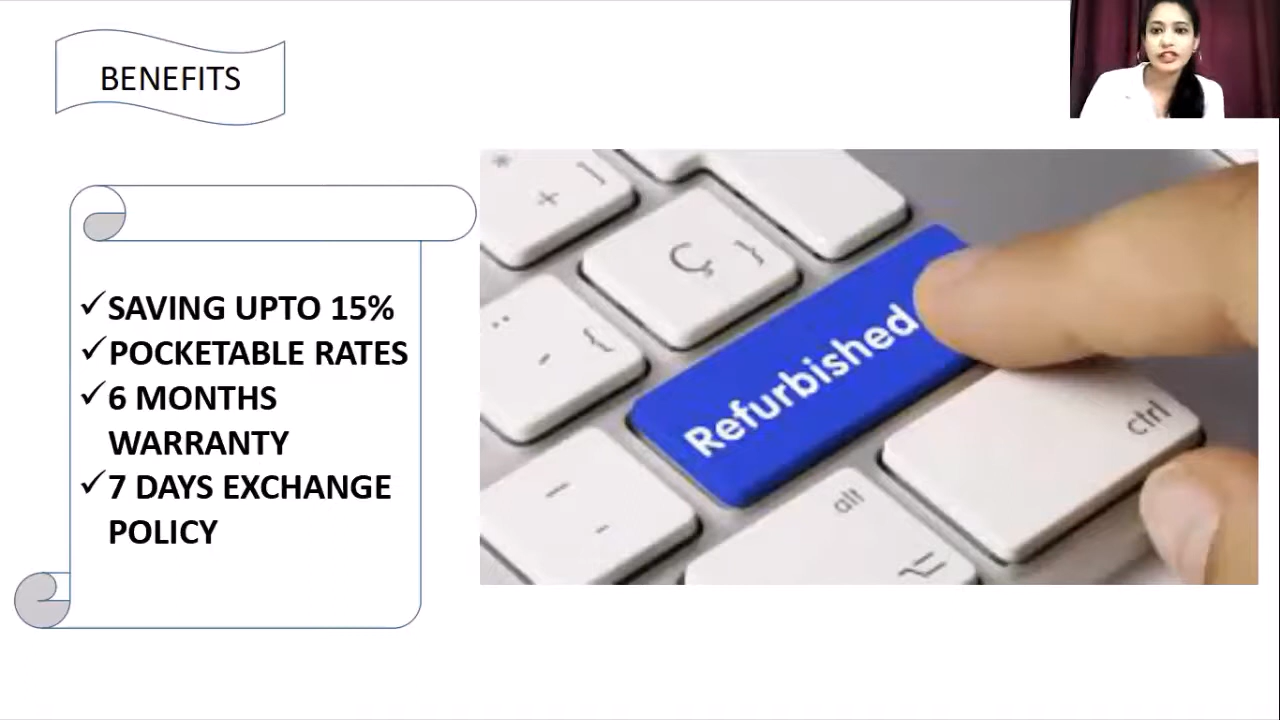 BENEFITS
✓SAVING UPTO 15%
✓POCKETABLE RATES
✓6 MONTHS
WARRANTY
✓7 DAYS EXCHANGE
POLICY
* + ]
Ç }
¨ - {
Refurbished
ctrl
alt